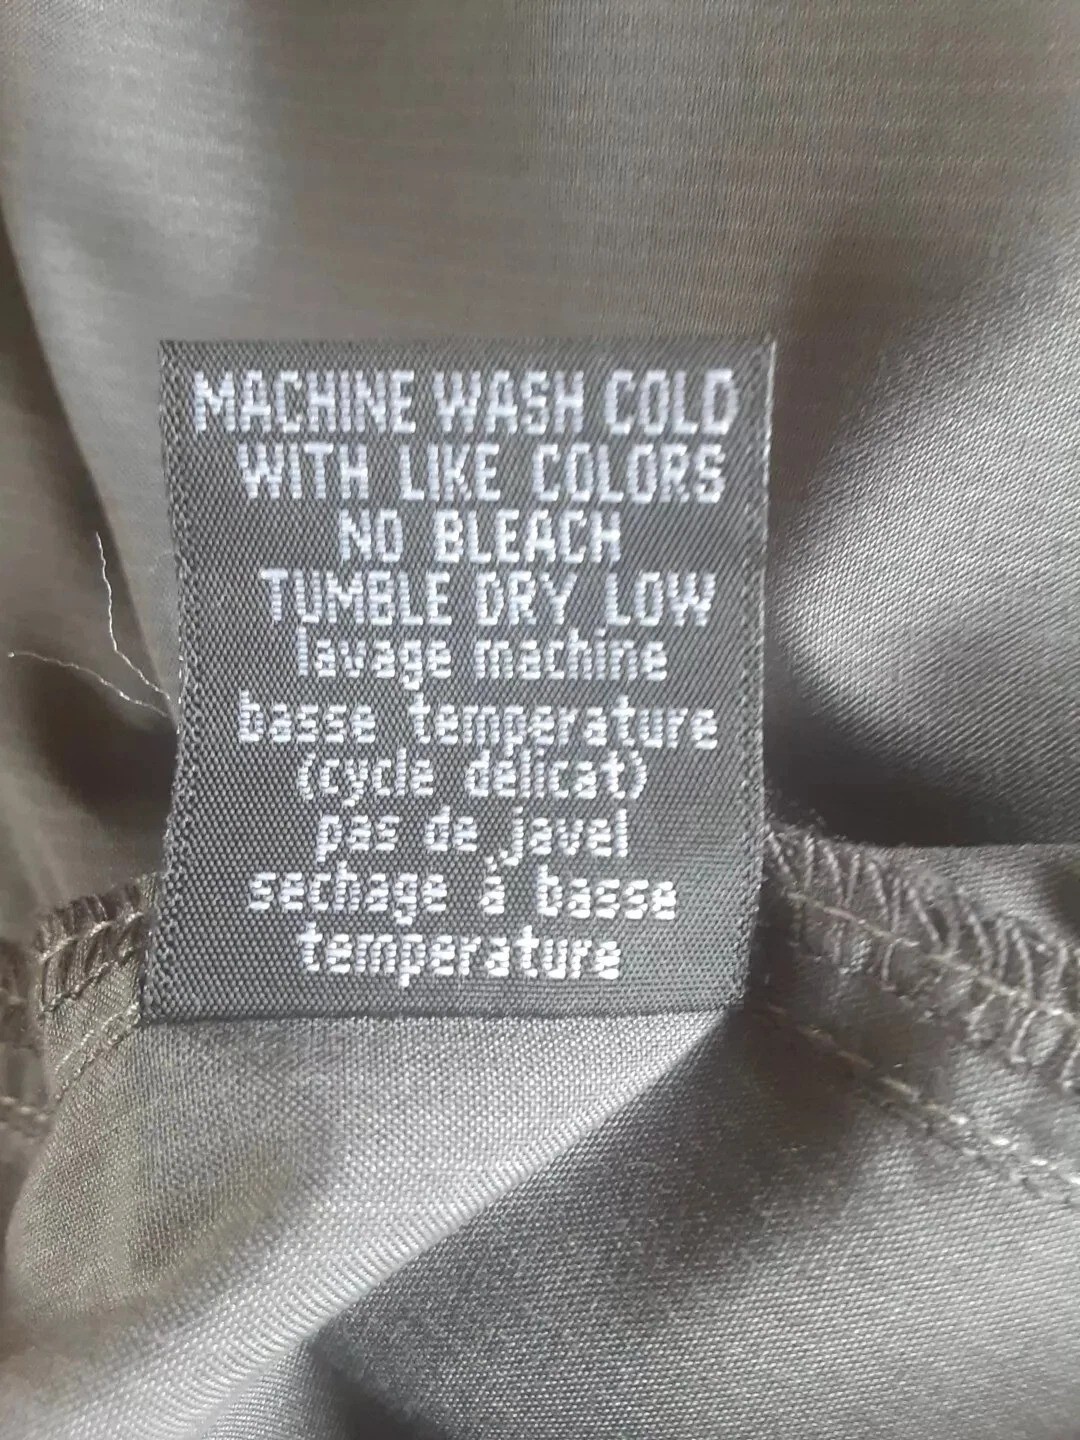 MACHINE WASH COLD
WITH LIKE COLORS
NO BLEACH
TUMBLE DRY LOW
lavage machine
basse temperature
(cycle delicat)
pas de javel
sechage à basse
temperature